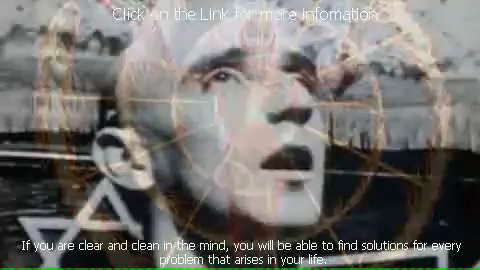 Click on the Link for more infomation
If you are clear and clean in the mind, you will be able to find solutions for every
problem that arises in your life.